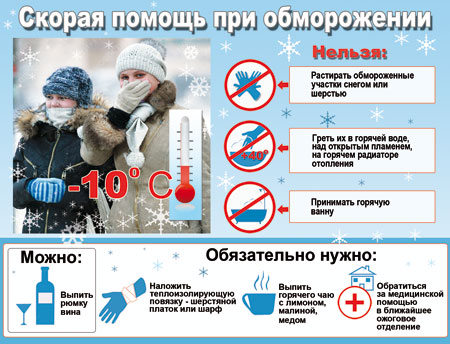 Скорая помощь при обморожении
Нельзя:
Растирать обмороженные
участки снегом или
шерстью
+40°
Греть их в горячей воде,
над открытым пламенем,
на горячем радиаторе
отопления
-10° С
Принимать горячую
ванну
Можно:
Выпить
рюмку
вина
Обязательно нужно:
Наложить
теплоизолирующую
повязку - шерстяной
платок или шарф
Выпить
горячего чаю
с лимоном,
малиной,
медом
Обратиться
за медицинской
помощью
в ближайшее
ожоговое
отделение